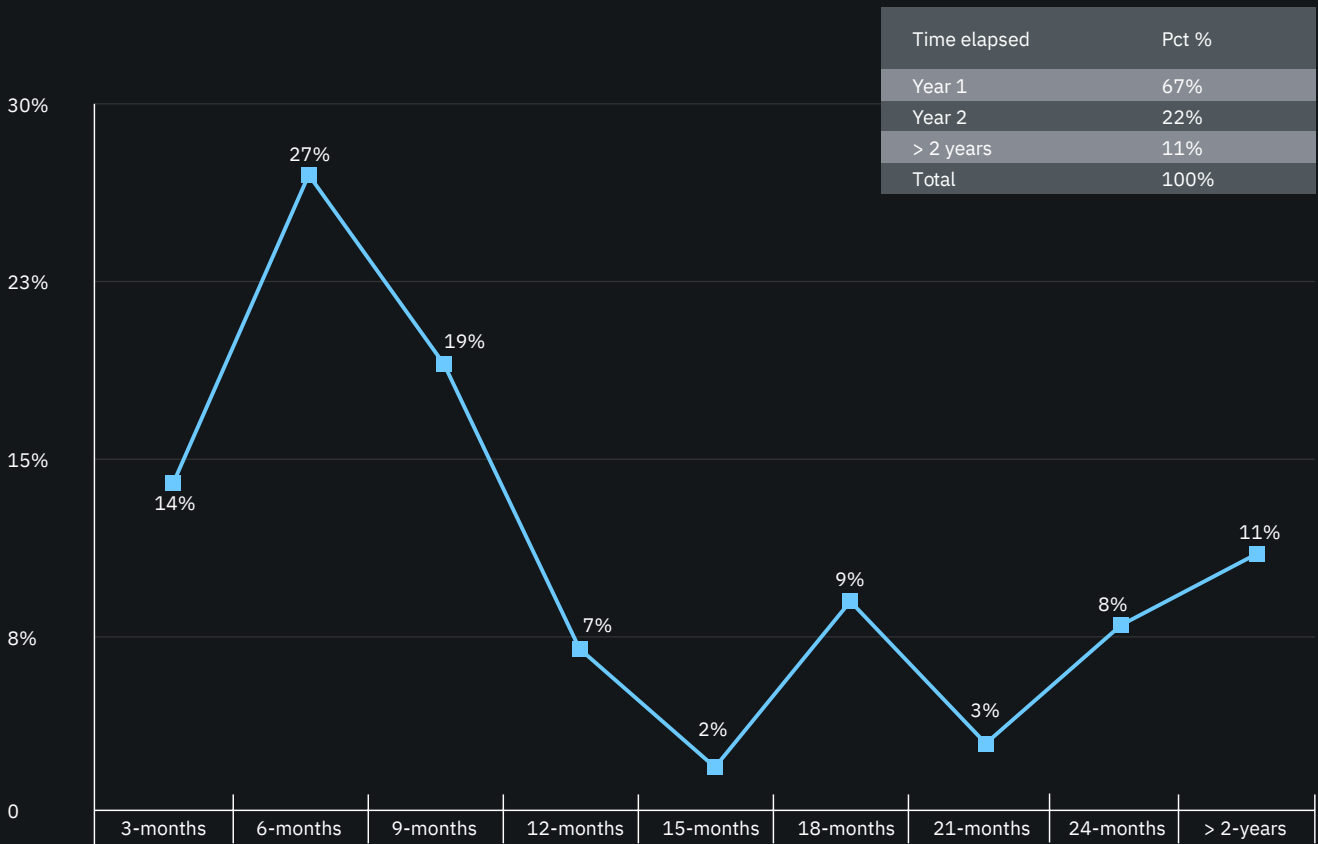 Time elapsed Pct %
Year 1 67%
Year 2 22%
> 2 years 11%
Total 100%
30%
23%
15%
8%
0
14%
27%
19%
7%
2%
9%
3%
8%
11%
3-months 6-months 9-months 12-months 15-months 18-months 21-months 24-months > 2-years